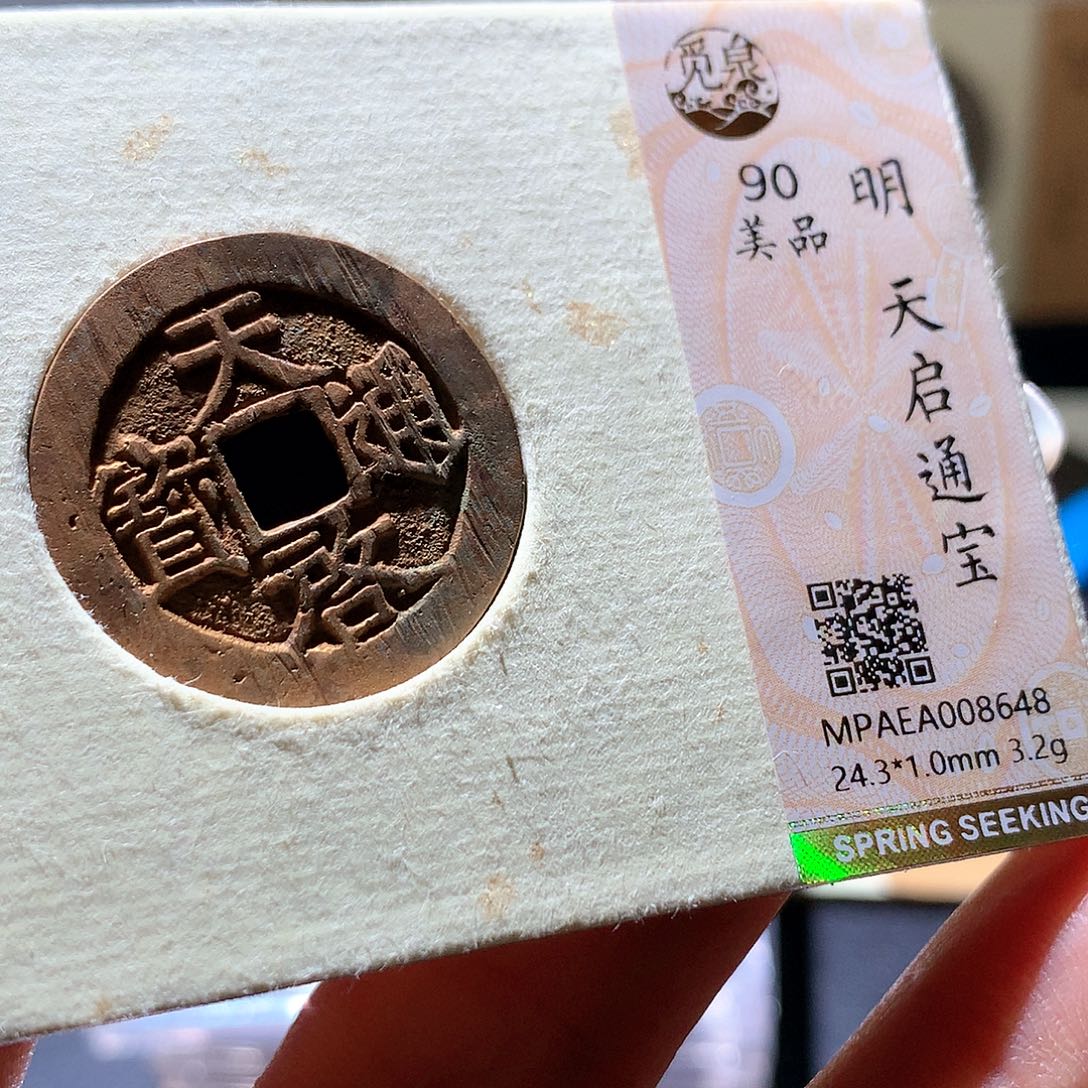 天啓通寶
觅泉
90
美品
明
天启通宝
MPAEA008648
24.3*1.0mm 3.2g
SPRING SEEKING